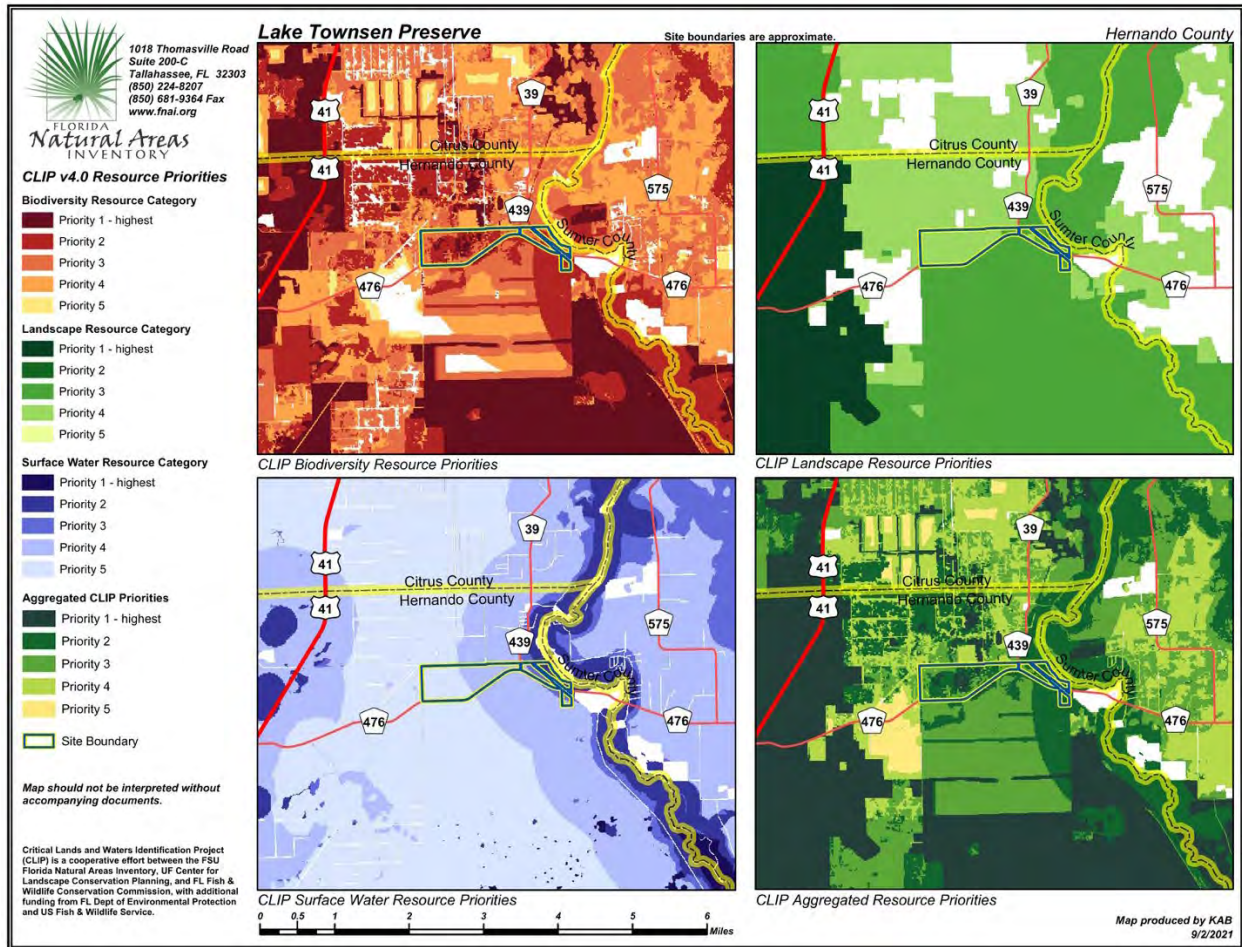 Lake Townsen Preserve
Site boundaries are approximate.
Hernando County
1018 Thomasville Road
Suite 200-C
Tallahassee, FL 32303
(850) 224-8207
(850) 681-9364 Fax
www.fnai.org
FLORIDA
Natural Areas
INVENTORY
CLIP v4.0 Resource Priorities
Biodiversity Resource Category
Priority 1 - highest
Priority 2
Priority 3
Priority 4
Priority 5
Landscape Resource Category
Priority 1 - highest
Priority 2
Priority 3
Priority 4
Priority 5
Surface Water Resource Category
Priority 1 - highest
Priority 2
Priority 3
Priority 4
Priority 5
Aggregated CLIP Priorities
Priority 1 - highest
Priority 2
Priority 3
Priority 4
Priority 5
Site Boundary
Map should not be interpreted without
accompanying documents.
Critical Lands and Waters Identification Project
(CLIP) is a cooperative effort between the FSU
Florida Natural Areas Inventory, UF Center for
Landscape Conservation Planning, and FL Fish &
Wildlife Conservation Commission, with additional
funding from FL Dept of Environmental Protection
and US Fish & Wildlife Service.
41
39
Citrus County
Hernando County
41
575
439
Sumter County
476
476
CLIP Biodiversity Resource Priorities
41
39
Citrus County
Hernando County
41
575
439
Sumter County
476
476
CLIP Landscape Resource Priorities
39
41
Citrus County
Hernando County
41
575
439
Sumter County
476
476
CLIP Surface Water Resource Priorities
39
41
Citrus County
Hernando County
41
575
439
Sumter County
476
476
CLIP Aggregated Resource Priorities
0 0.5 1 2 3 4 5 6
Miles
Map produced by KAB
9/2/2021